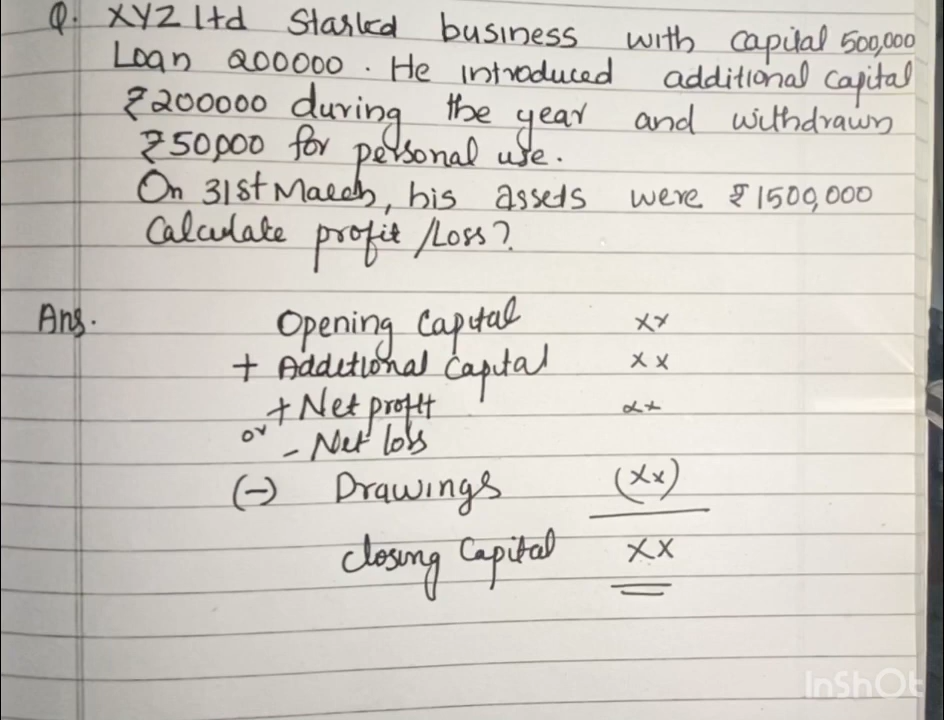 Q. XYZ ltd Started business with capital 500,000
Loan 200000. He introduced additional capital
₹200000 during the year and withdrawn
₹50,000 for personal use.
On 31st March, his assets were ₹1500,000
Calculate profit/Loss?
Ans. Opening Capital xx
+ Additional Capital xx
+ Net profit xx
or - Net loss
(-) Drawings (xx)
Closing Capital xx
InShOt